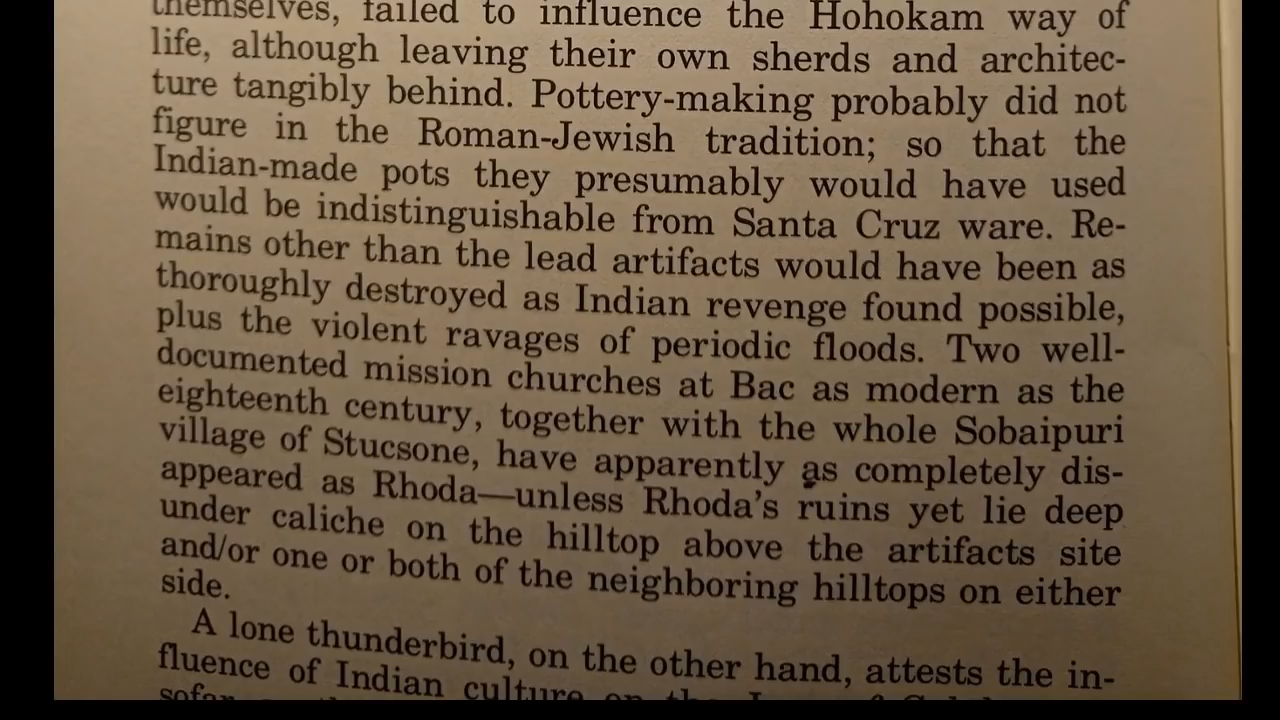 themselves, failed to influence the Hohokam way of
life, although leaving their own sherds and architec-
ture tangibly behind. Pottery-making probably did not
figure in the Roman-Jewish tradition; so that the
Indian-made pots they presumably would have used
would be indistinguishable from Santa Cruz ware. Re-
mains other than the lead artifacts would have been as
thoroughly destroyed as Indian revenge found possible,
plus the violent ravages of periodic floods. Two well-
documented mission churches at Bac as modern as the
eighteenth century, together with the whole Sobaipuri
village of Stucsone, have apparently as completely dis-
appeared as Rhoda—unless Rhoda's ruins yet lie deep
under caliche on the hilltop above the artifacts site
and/or one or both of the neighboring hilltops on either
side.
A lone thunderbird, on the other hand, attests the in-
fluence of Indian culture on the